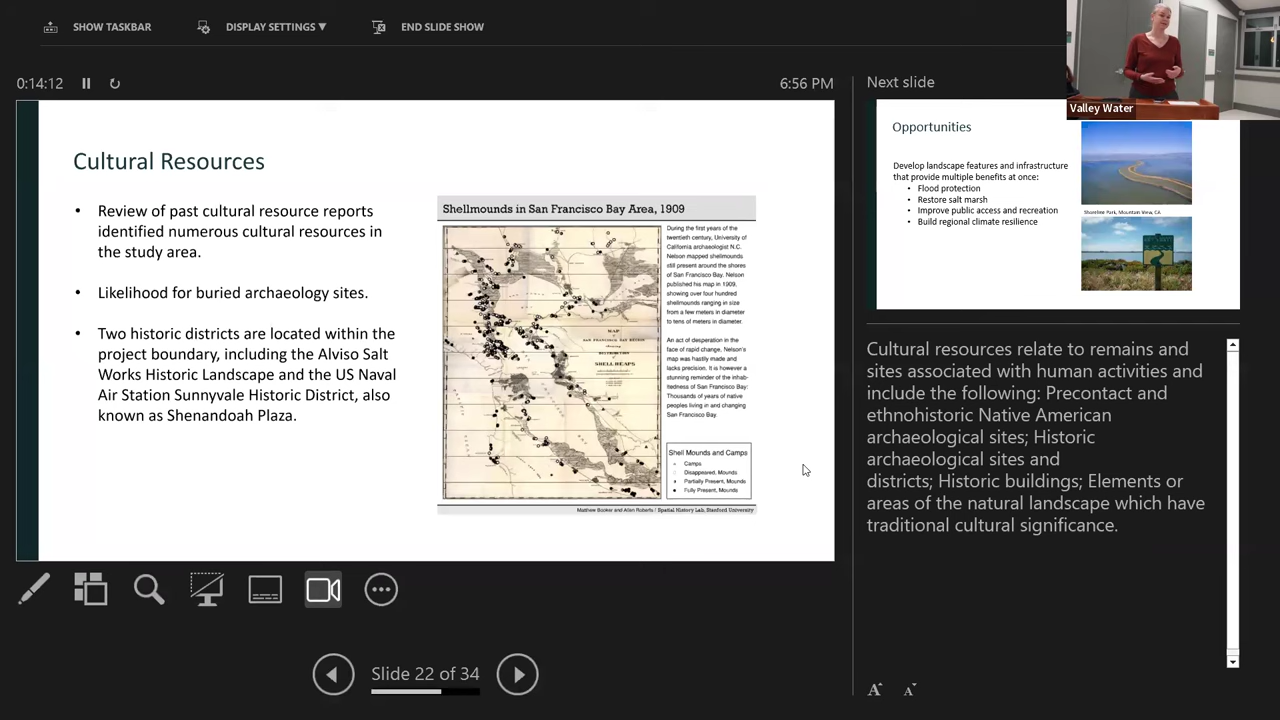 SHOW TASKBAR
DISPLAY SETTINGS ▼
END SLIDE SHOW
0:14:12
6:56 PM
Cultural Resources
• Review of past cultural resource reports
identified numerous cultural resources in
the study area.
• Likelihood for buried archaeology sites.
• Two historic districts are located within the
project boundary, including the Alviso Salt
Works Historic Landscape and the US Naval
Air Station Sunnyvale Historic District, also
known as Shenandoah Plaza.
Shellmounds in San Francisco Bay Area, 1909
During the first years of the
twentieth century, University of
California archaeologist N.C.
Nelson mapped shellmounds
still present around the shores
of San Francisco Bay. Nelson
published his map in 1909,
showing over four hundred
shellmounds ranging in size
from a few meters in diameter
to tens of meters in diameter.
An act of desperation in the
face of rapid change, Nelson's
map was hastily made and
lacks precision. It is however a
stunning reminder of the inhab-
itedness of San Francisco Bay:
Thousands of years of native
peoples living in and changing
San Francisco Bay.
MAP
SAN FRANCISCO BAY REGION
DISTRIBUTION
SHELL HEAPS
Shell Mounds and Camps
Camps
Disappeared, Mounds
Partially Present, Mounds
Fully Present, Mounds
Matthew Booker and Allen Roberts / Spatial History Lab, Stanford University
Slide 22 of 34
Next slide
Valley Water
Opportunities
Develop landscape features and infrastructure
that provide multiple benefits at once:
• Flood protection
• Restore salt marsh
• Improve public access and recreation
• Build regional climate resilience
Shoreline Park, Mountain View, CA
Cultural resources relate to remains and
sites associated with human activities and
include the following: Precontact and
ethnohistoric Native American
archaeological sites; Historic
archaeological sites and
districts; Historic buildings; Elements or
areas of the natural landscape which have
traditional cultural significance.
A
A